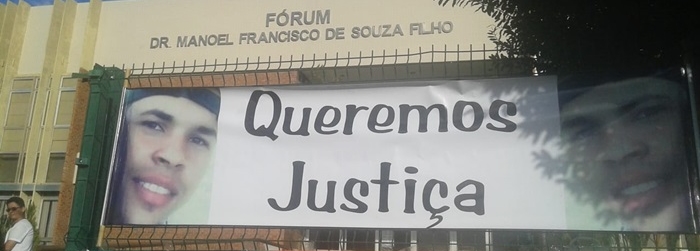 FÓRUM
DR. MANOEL FRANCISCO DE SOUZA FILHO
Queremos
Justiça